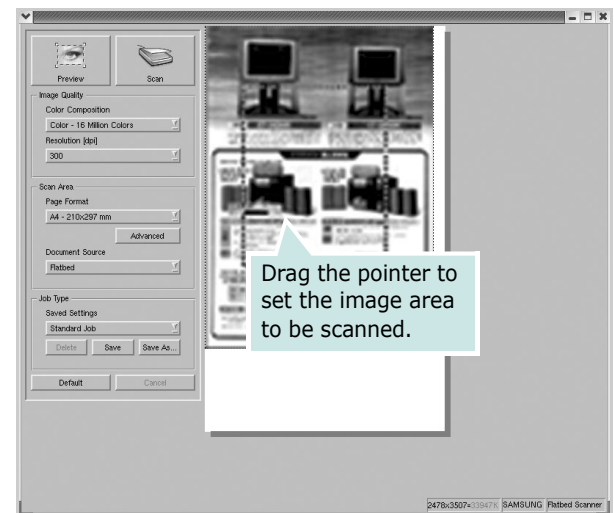 Preview
Scan
Image Quality
Color Composition
Color - 16 Million Colors
Resolution [dpi]
300
Scan Area
Page Format
A4 - 210x297 mm
Advanced
Document Source
Flatbed
Job Type
Saved Settings
Standard Job
Delete
Save
Save As...
Default
Cancel
Drag the pointer to
set the image area
to be scanned.
2478x3507=33947K
SAMSUNG
Flatbed Scanner